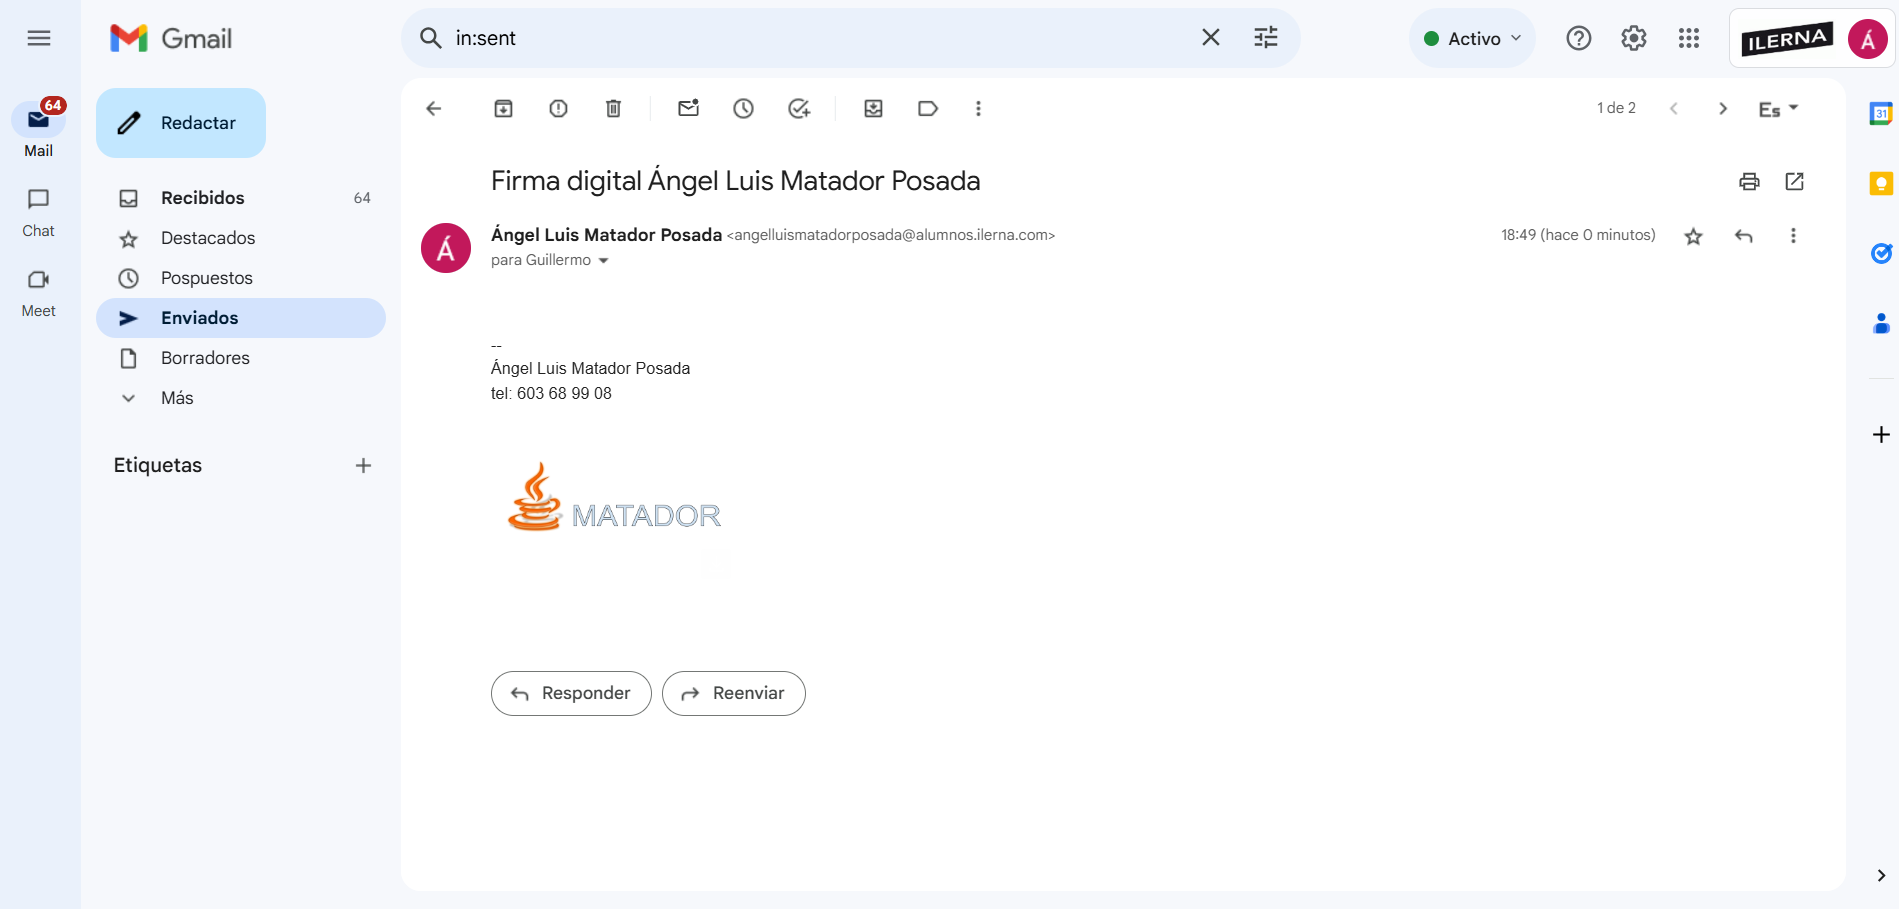 Gmail
in:sent
Activo
ILERNA
Á
64
Mail
Chat
Meet
Redactar
Recibidos 64
Destacados
Pospuestos
Enviados
Borradores
Más
Etiquetas
1 de 2
Es
31
Firma digital Ángel Luis Matador Posada
Á
Ángel Luis Matador Posada <angelluismatadorposada@alumnos.ilerna.com>
18:49 (hace 0 minutos)
para Guillermo
--
Ángel Luis Matador Posada
tel: 603 68 99 08
MATADOR
Responder
Reenviar